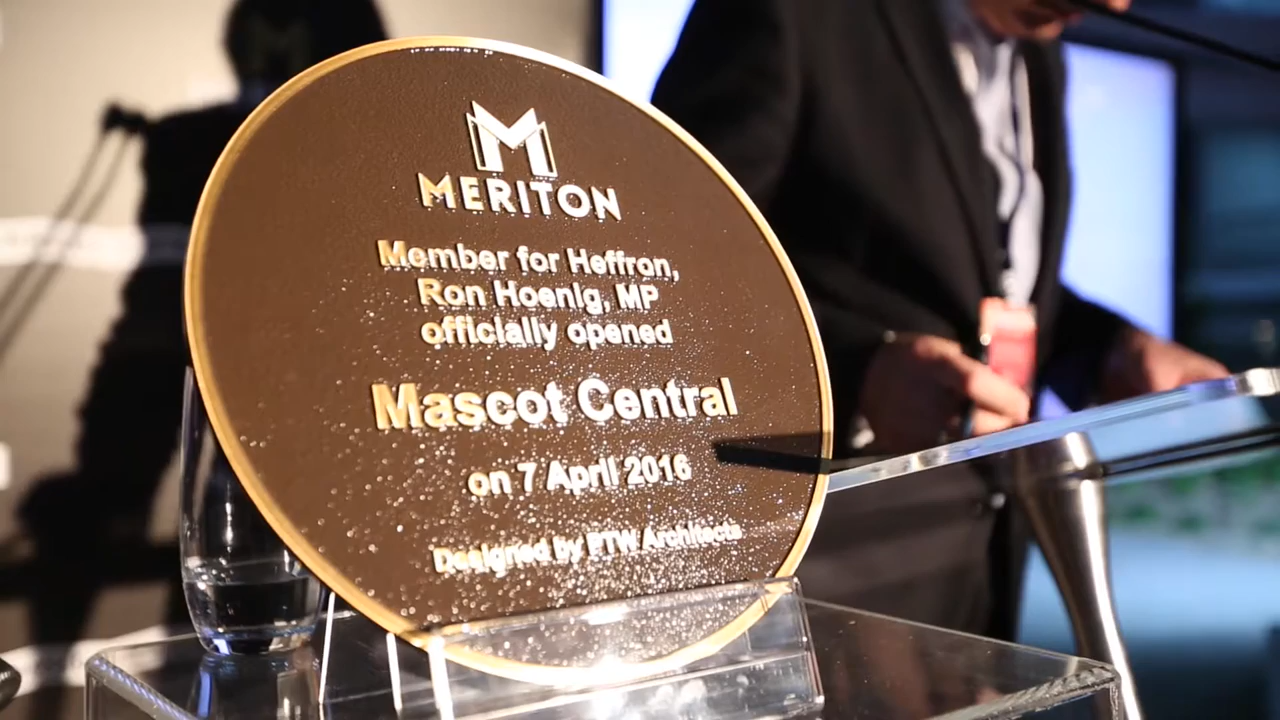 M
MERITON
Member for Heffron,
Ron Hoenig, MP
officially opened
Mascot Central
on 7 April 2016
Designed by PTW Architects